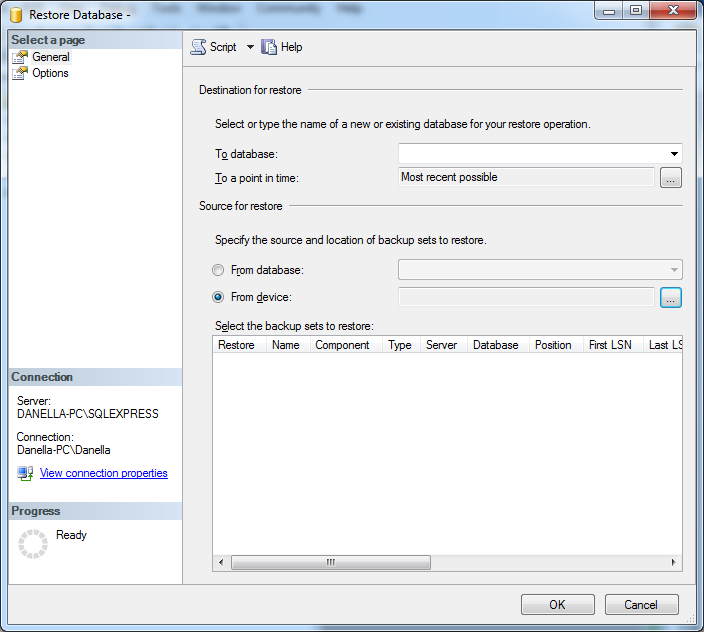 Restore Database -
Select a page
General
Options
Script
Help
Destination for restore
Select or type the name of a new or existing database for your restore operation.
To database:
To a point in time:
Most recent possible
...
Source for restore
Specify the source and location of backup sets to restore.
From database:
From device:
...
Select the backup sets to restore:
Restore Name Component Type Server Database Position First LSN Last LS
Connection
Server:
DANELLA-PC\SQLEXPRESS
Connection:
Danella-PC\Danella
View connection properties
Progress
Ready
OK
Cancel